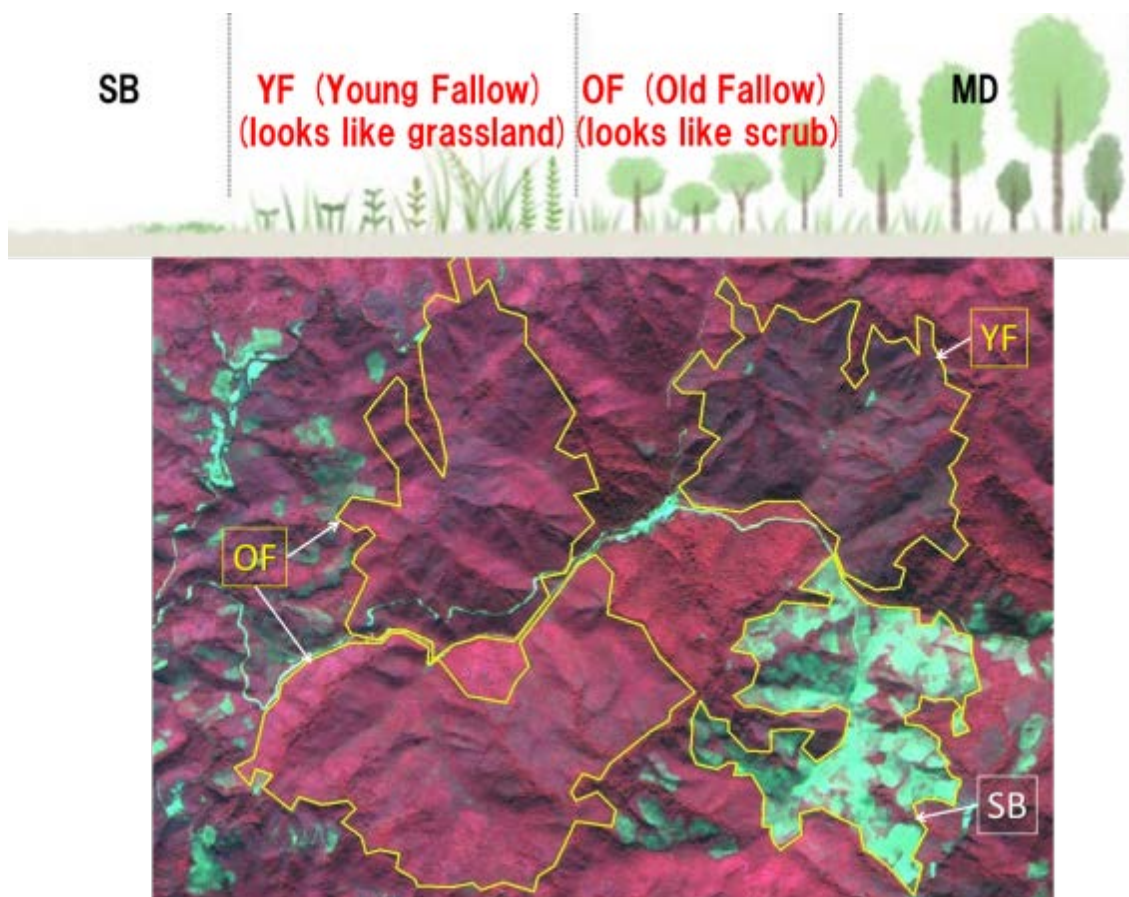 SB
YF (Young Fallow)
(looks like grassland)
OF (Old Fallow)
(looks like scrub)
MD
YF
OF
SB